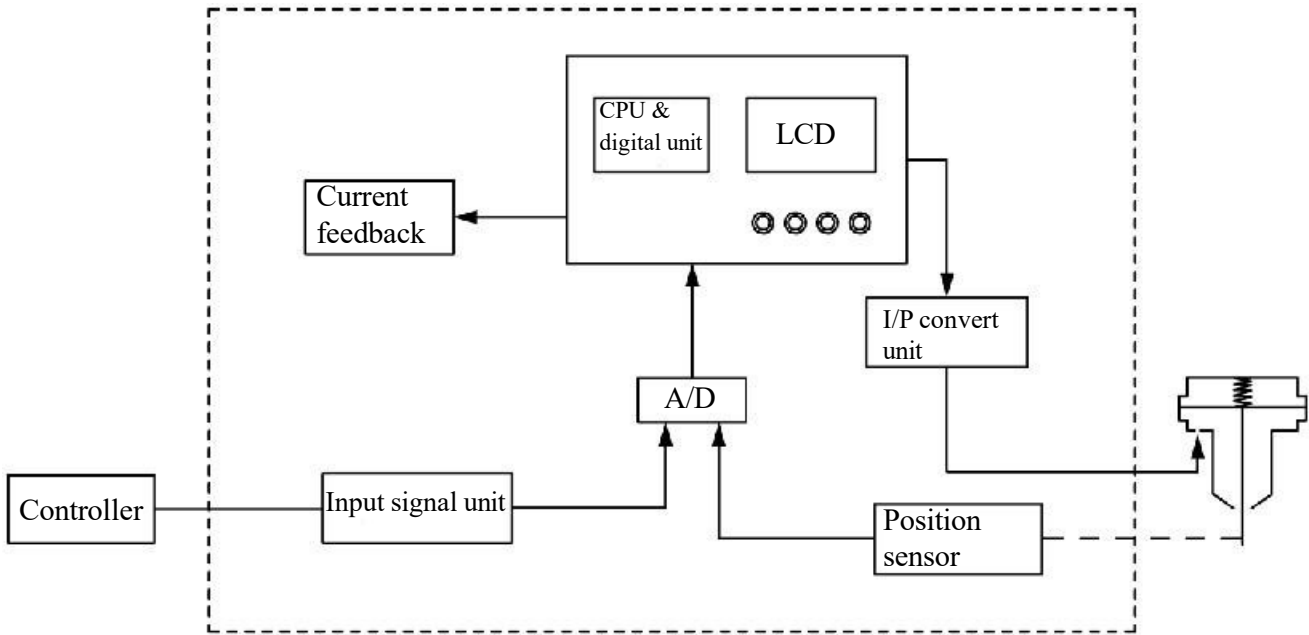 CPU &
digital unit
LCD
Current
feedback
I/P convert
unit
A/D
Controller
Input signal unit
Position
sensor